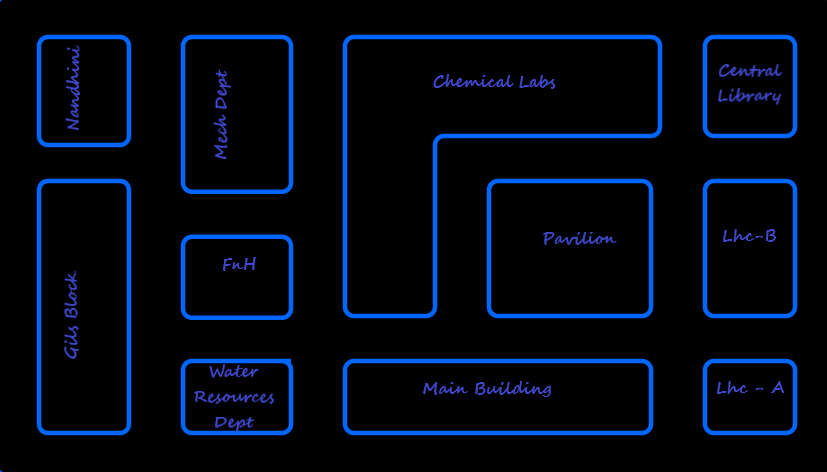 Nandhini
Mech Dept
Chemical Labs
Central
Library
Gils Block
FnH
Pavilion
Lhc-B
Water
Resources
Dept
Main Building
Lhc - A